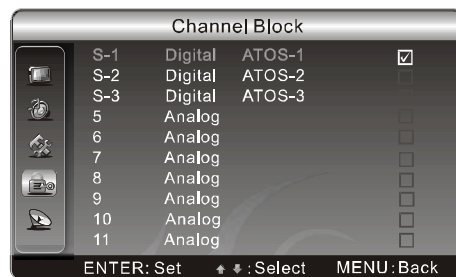 Channel Block
S-1 Digital ATOS-1
S-2 Digital ATOS-2
S-3 Digital ATOS-3
5 Analog
6 Analog
7 Analog
8 Analog
9 Analog
10 Analog
11 Analog
ENTER: Set :Select MENU: Back